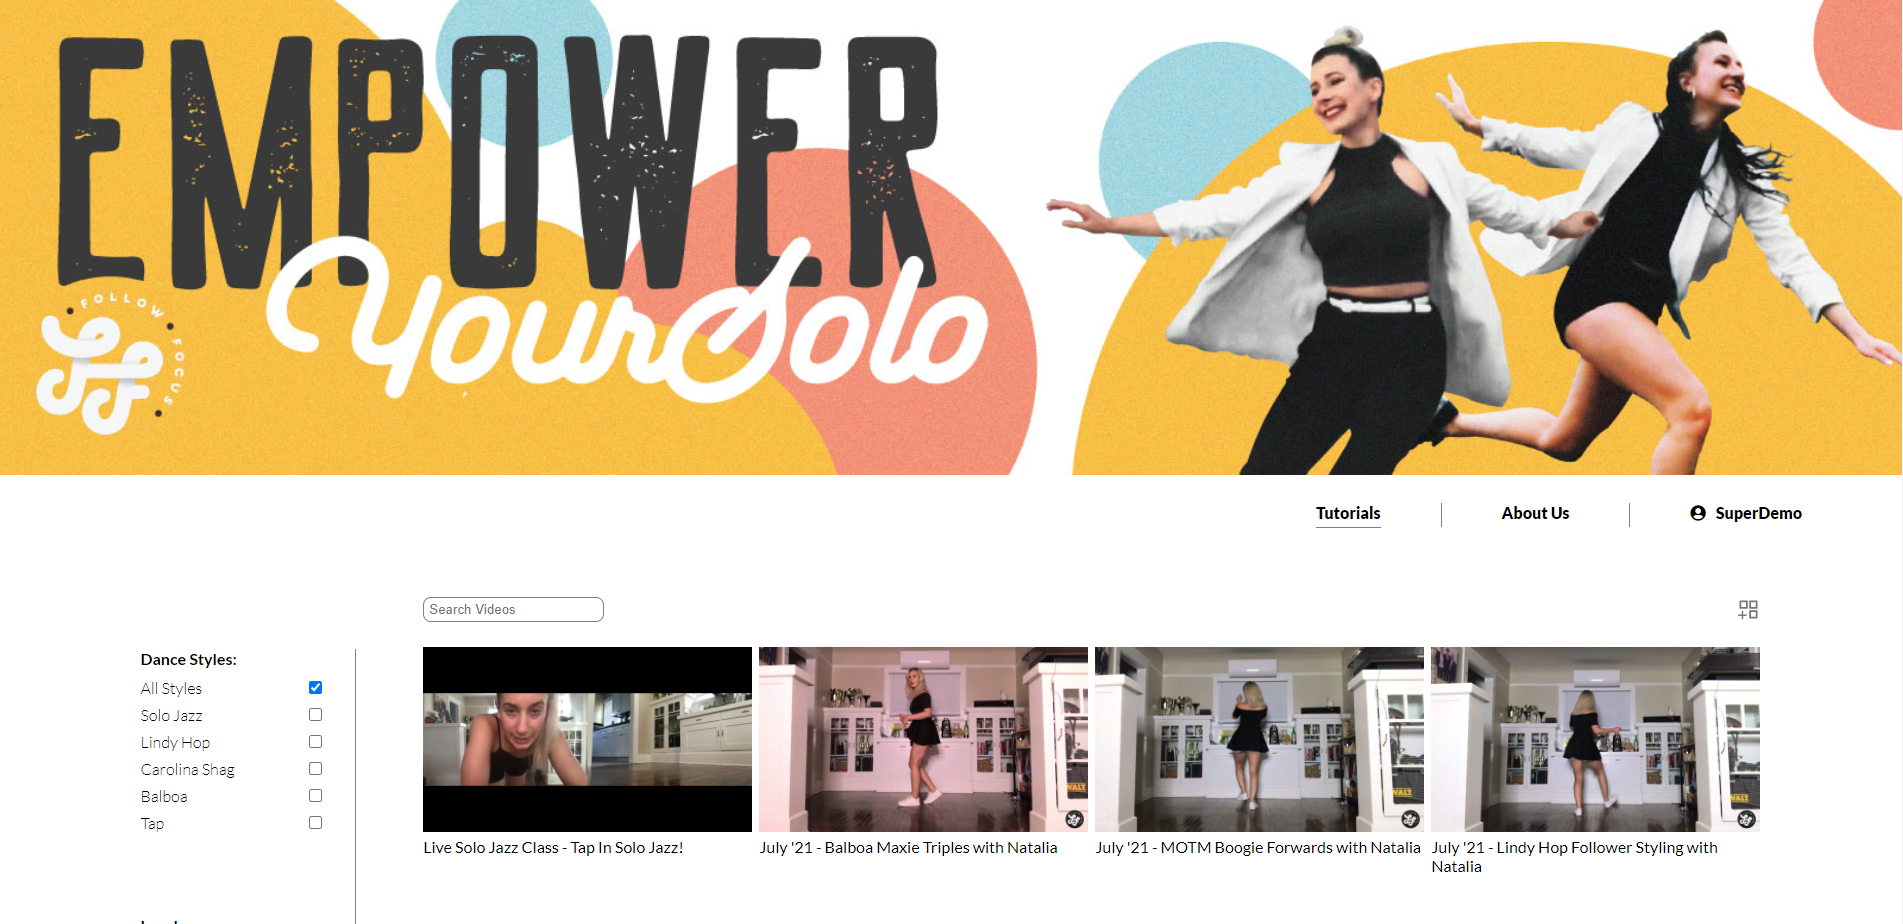 EMPOWER
YourSolo
FOLLOW FOCUS
Tutorials
About Us
SuperDemo
Search Videos
Dance Styles:
All Styles
Solo Jazz
Lindy Hop
Carolina Shag
Balboa
Tap
Live Solo Jazz Class - Tap In Solo Jazz!
July '21 - Balboa Maxie Triples with Natalia
July '21 - MOTM Boogie Forwards with Natalia
July '21 - Lindy Hop Follower Styling with
Natalia